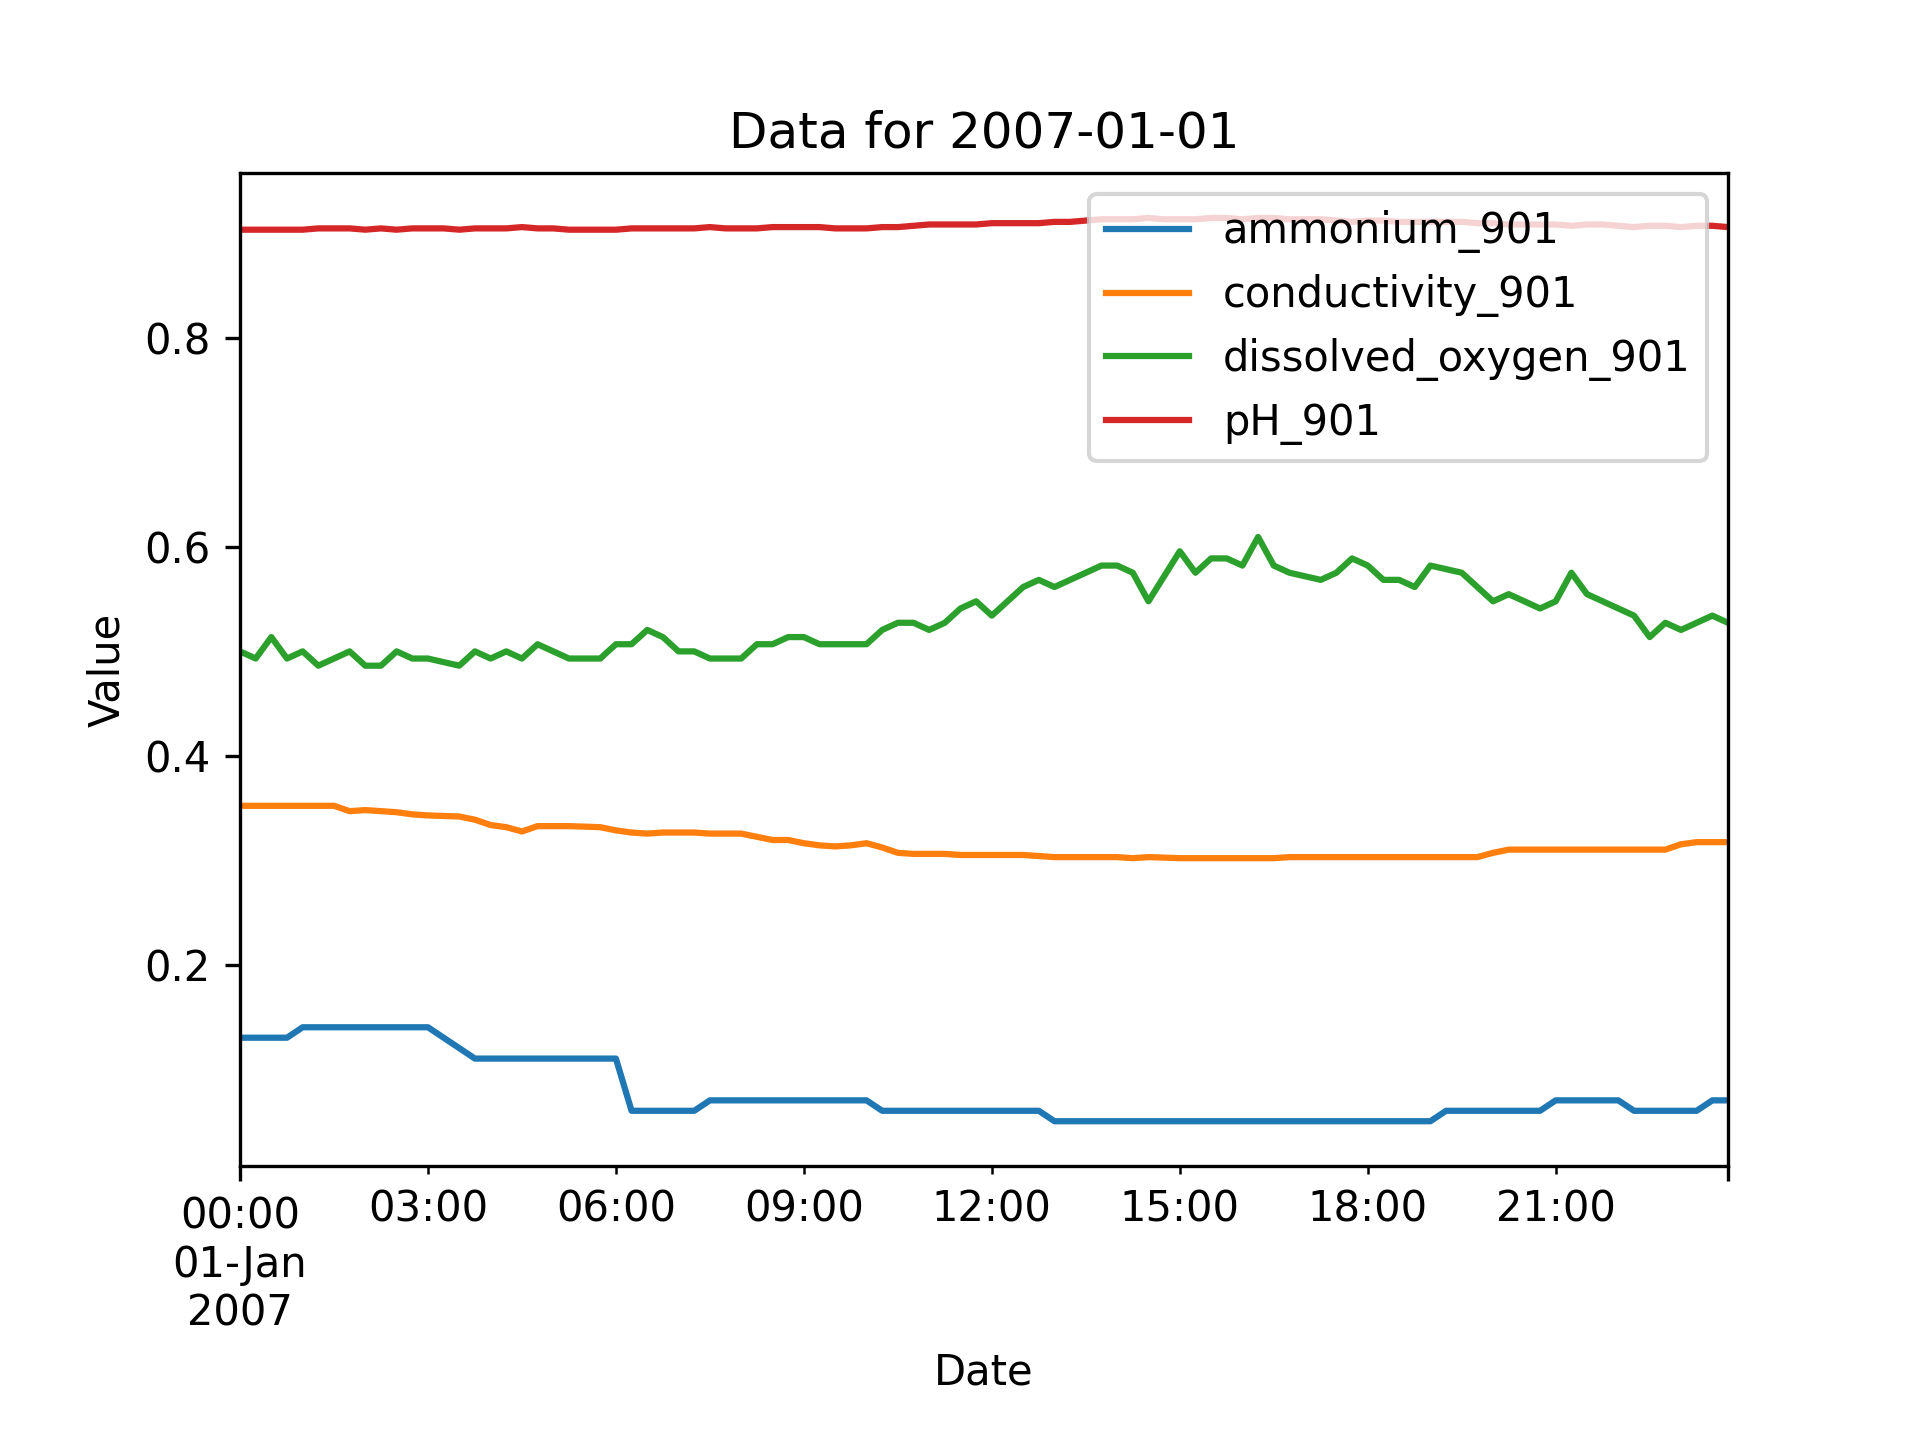 Data for 2007-01-01
ammonium_901
conductivity_901
dissolved_oxygen_901
pH_901
0.8
0.6
0.4
0.2
Value
00:00 03:00 06:00 09:00 12:00 15:00 18:00 21:00
01-Jan
2007
Date